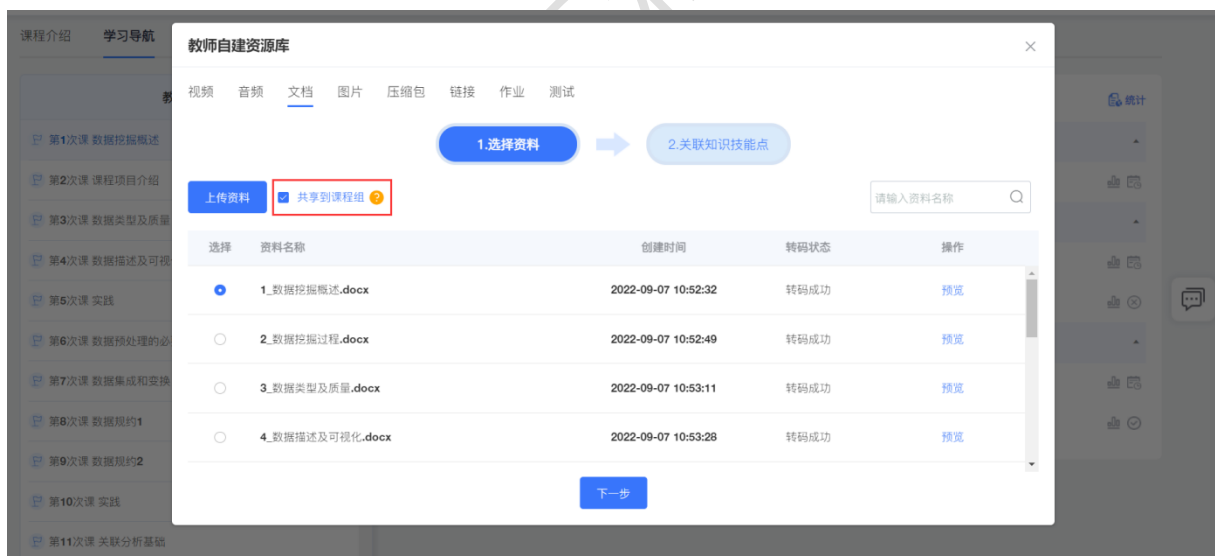 课程介绍 学习导航
教师自建资源库
视频 音频 文档 图片 压缩包 链接 作业 测试
1.选择资料 2.关联知识技能点
上传资料 共享到课程组 ? 请输入资料名称
选择 资料名称 创建时间 转码状态 操作
1_数据挖掘概述.docx 2022-09-07 10:52:32 转码成功 预览
2_数据挖掘过程.docx 2022-09-07 10:52:49 转码成功 预览
3_数据类型及质量.docx 2022-09-07 10:53:11 转码成功 预览
4_数据描述及可视化.docx 2022-09-07 10:53:28 转码成功 预览
下一步
教
第1次课 数据挖掘概述
第2次课 课程项目介绍
第3次课 数据类型及质量
第4次课 数据描述及可视
第5次课 实践
第6次课 数据预处理的必
第7次课 数据集成和变换
第8次课 数据规约1
第9次课 数据规约2
第10次课 实践
第11次课 关联分析基础
统计